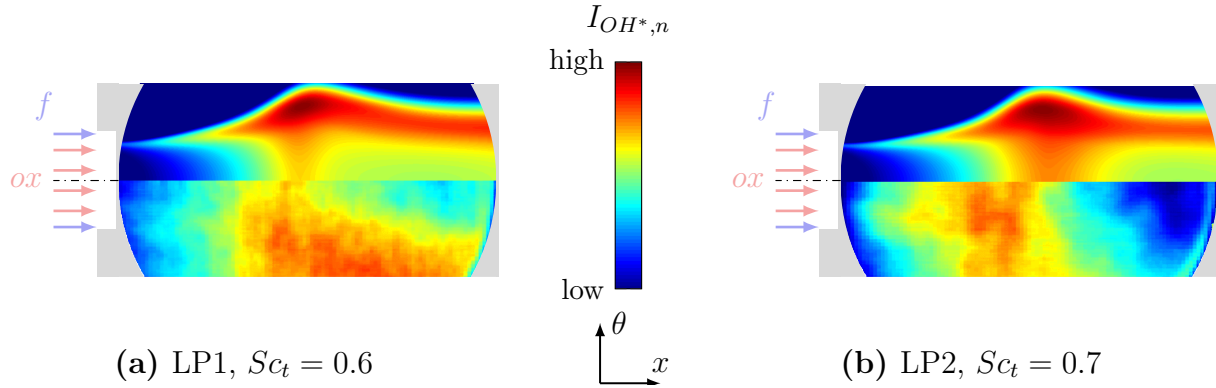 I_{OH*,n}
high
low
f
ox
f
ox
θ
x
(a) LP1, Sc_t = 0.6
(b) LP2, Sc_t = 0.7